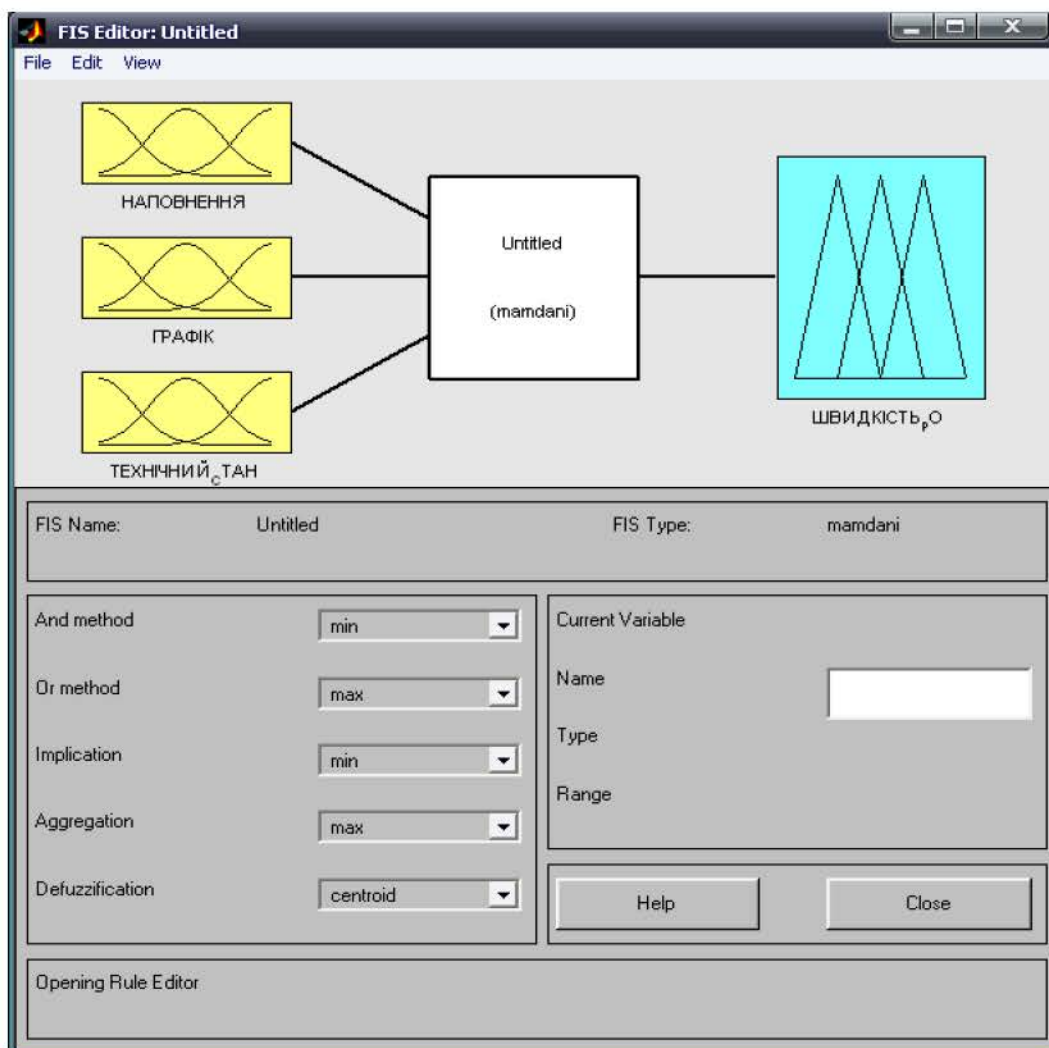 FIS Editor: Untitled
File Edit View
НАПОВНЕННЯ
ГРАФІК
ТЕХНІЧНИЙ_СТАН
Untitled
(mamdani)
ШВИДКІСТЬ_РО
FIS Name: Untitled FIS Type: mamdani
And method min
Or method max
Implication min
Aggregation max
Defuzzification centroid
Current Variable
Name
Type
Range
Help Close
Opening Rule Editor